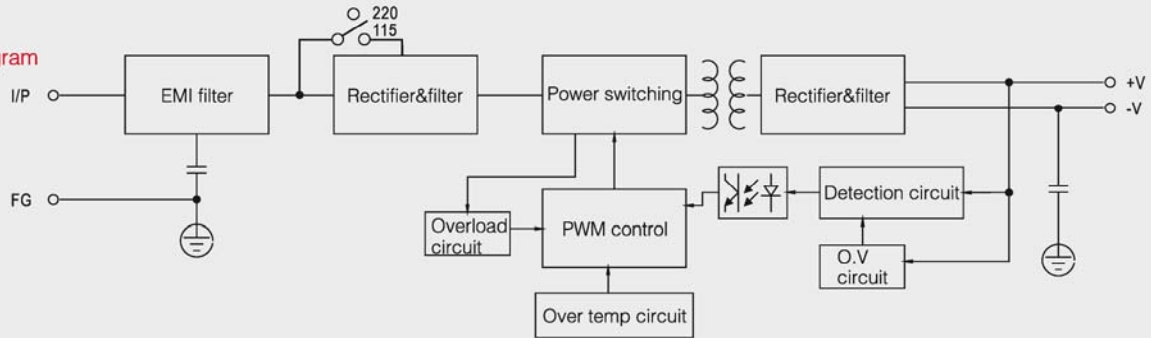 220
115
gram
I/P
EMI filter
Rectifier&filter
Power switching
Rectifier&filter
+V
-V
FG
Overload
circuit
PWM control
Detection circuit
O.V
circuit
Over temp circuit